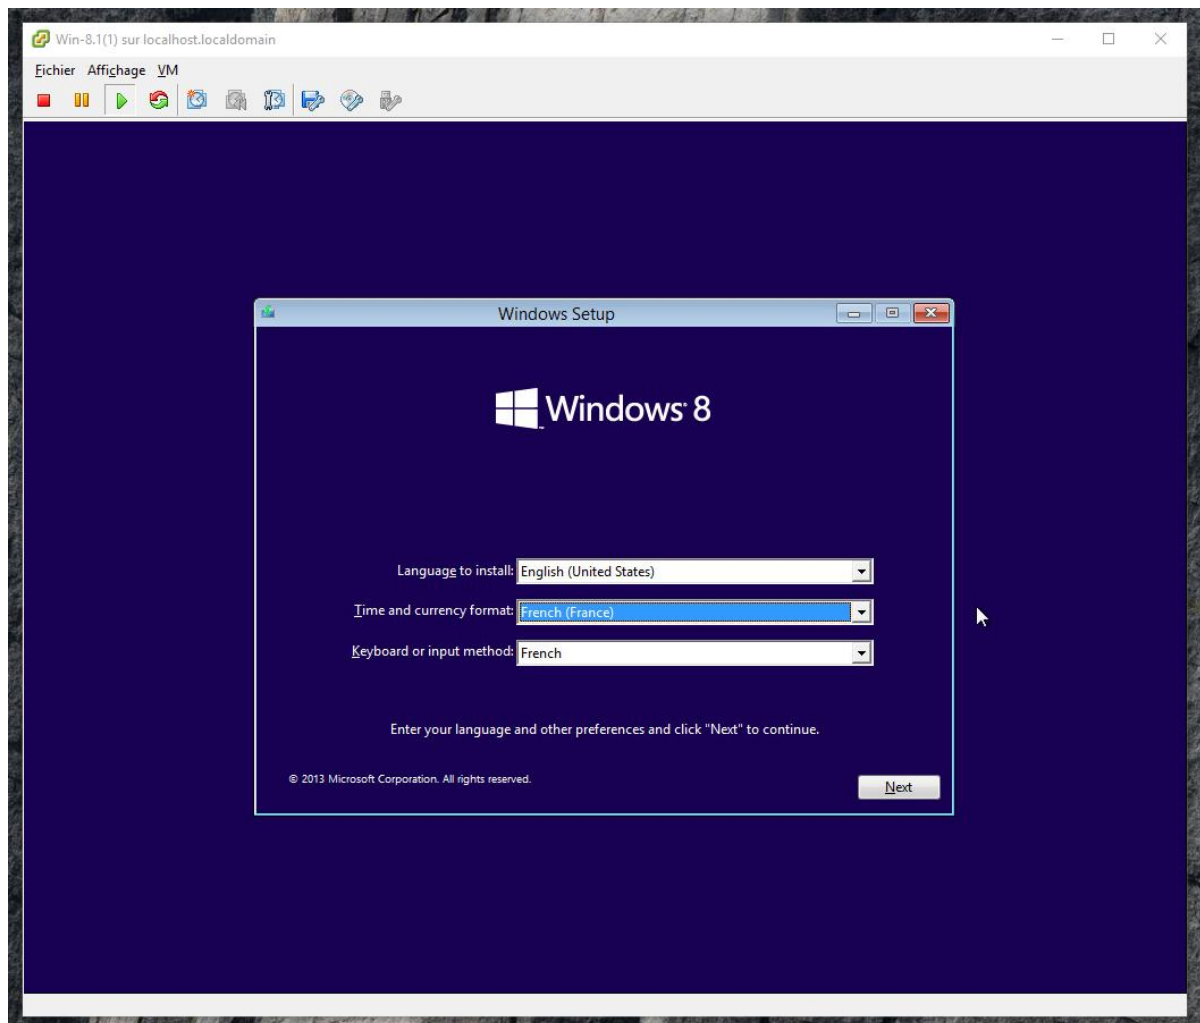 Win-8.1(1) sur localhost.localdomain
Fichier Affichage VM
Windows Setup
Windows 8
Language to install: English (United States)
Time and currency format: French (France)
Keyboard or input method: French
Enter your language and other preferences and click "Next" to continue.
© 2013 Microsoft Corporation. All rights reserved.
Next